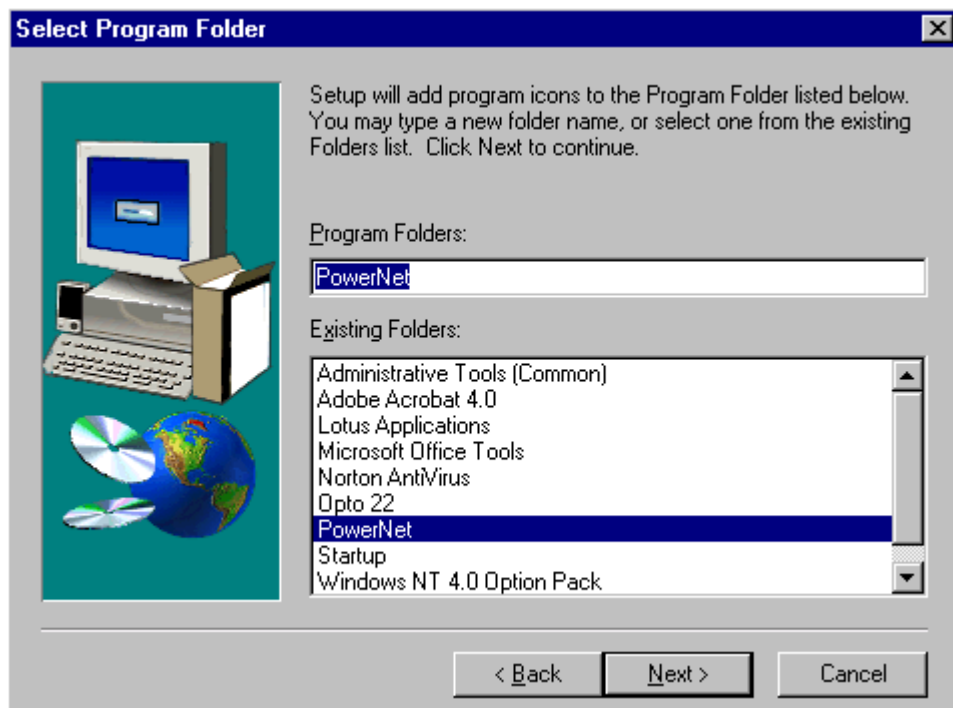 Select Program Folder
Setup will add program icons to the Program Folder listed below.
You may type a new folder name, or select one from the existing
Folders list.  Click Next to continue.
Program Folders:
PowerNet
Existing Folders:
Administrative Tools (Common)
Adobe Acrobat 4.0
Lotus Applications
Microsoft Office Tools
Norton AntiVirus
Opto 22
PowerNet
Startup
Windows NT 4.0 Option Pack
< Back
Next >
Cancel